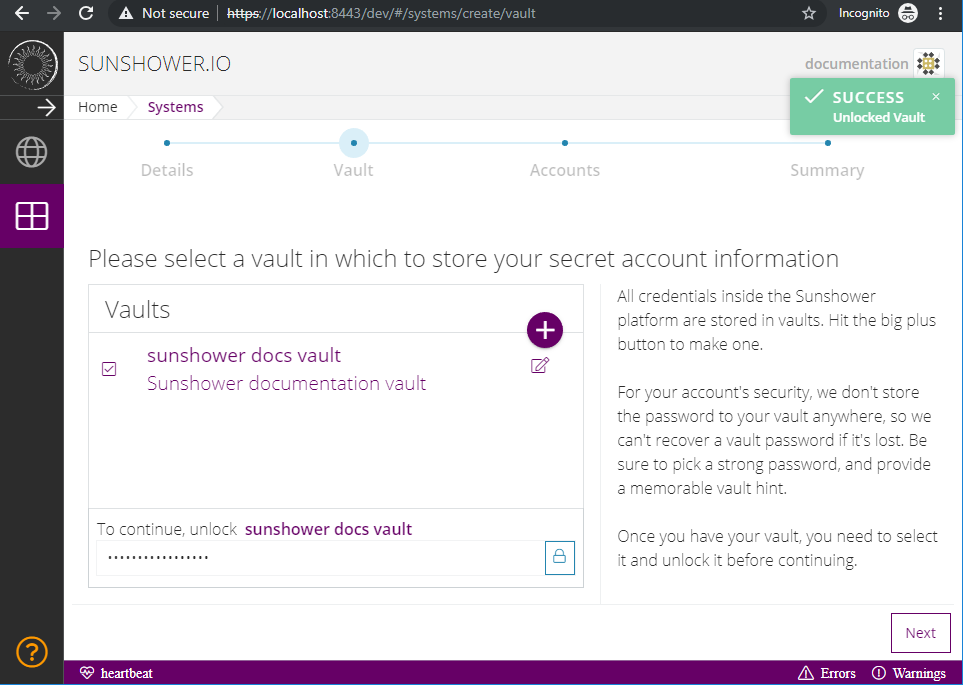 Not secure https://localhost:8443/dev/#/systems/create/vault Incognito
SUNSHOWER.IO
documentation
Home Systems
SUCCESS ×
Unlocked Vault
Details Vault Accounts Summary
Please select a vault in which to store your secret account information
Vaults
sunshower docs vault
Sunshower documentation vault
To continue, unlock sunshower docs vault
•••••••••••••••••
All credentials inside the Sunshower
platform are stored in vaults. Hit the big plus
button to make one.
For your account's security, we don't store
the password to your vault anywhere, so we
can't recover a vault password if it's lost. Be
sure to pick a strong password, and provide
a memorable vault hint.
Once you have your vault, you need to select
it and unlock it before continuing.
Next
?
heartbeat Errors Warnings